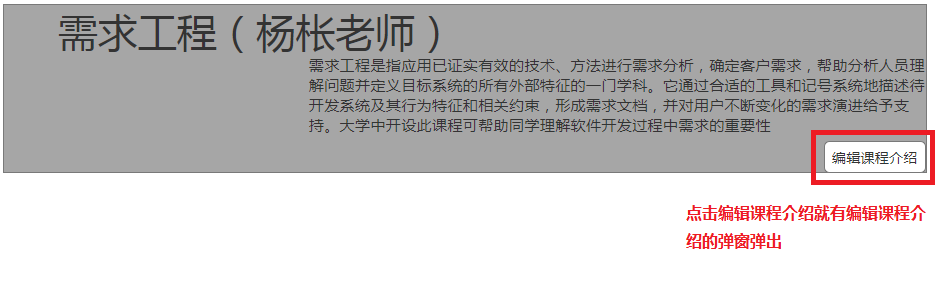 需求工程（杨枨老师）
需求工程是指应用已证实有效的技术、方法进行需求分析，确定客户需求，帮助分析人员理
解问题并定义目标系统的所有外部特征的一门学科。它通过合适的工具和记号系统地描述待
开发系统及其行为特征和相关约束，形成需求文档，并对用户不断变化的需求演进给予支
持。大学中开设此课程可帮助同学理解软件开发过程中需求的重要性
编辑课程介绍
点击编辑课程介绍就有编辑课程介
绍的弹窗弹出